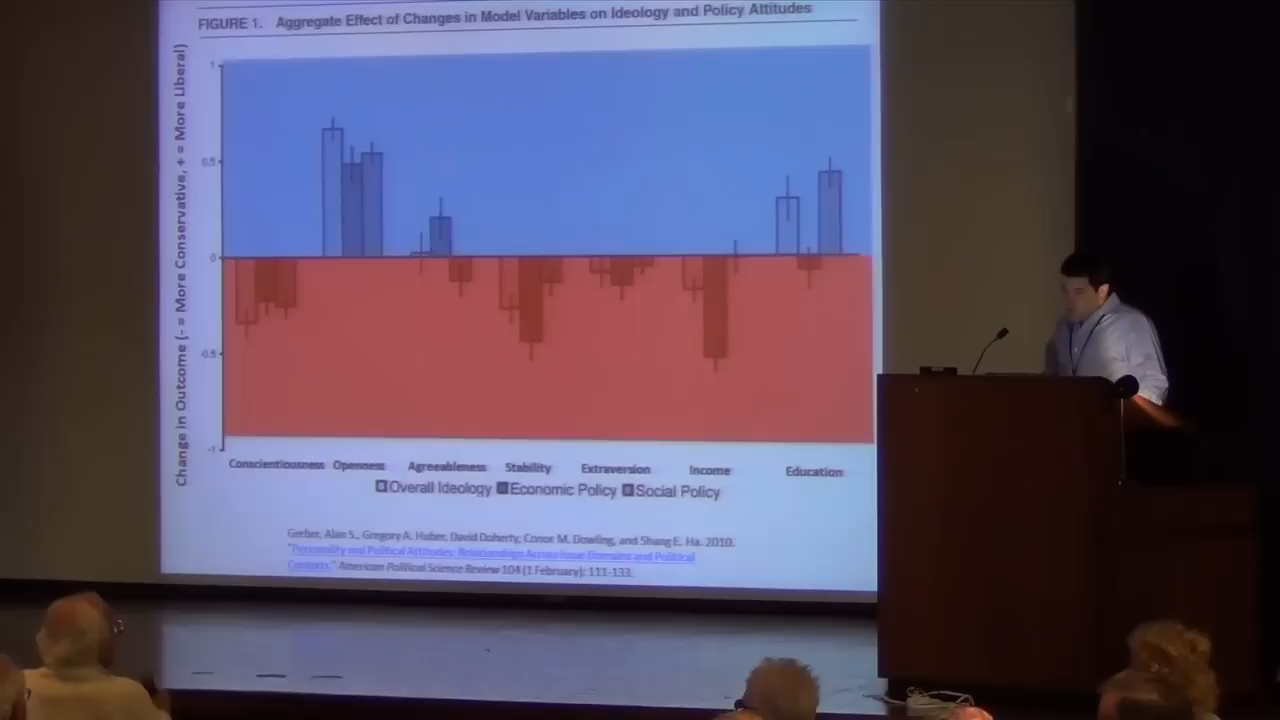 FIGURE 1. Aggregate Effect of Changes in Model Variables on Ideology and Policy Attitudes
Change in Outcome (- = More Conservative, + = More Liberal)
1
0.5
0
-0.5
-1
Conscientiousness Openness Agreeableness Stability Extraversion Income Education
Overall Ideology Economic Policy Social Policy
Gerber, Alan S., Gregory A. Huber, David Doherty, Conor M. Dowling, and Shang E. Ha. 2010.
"Personality and Political Attitudes: Relationships Across Issue Domains and Political
Contexts." American Political Science Review 104 (1 February): 111-133.